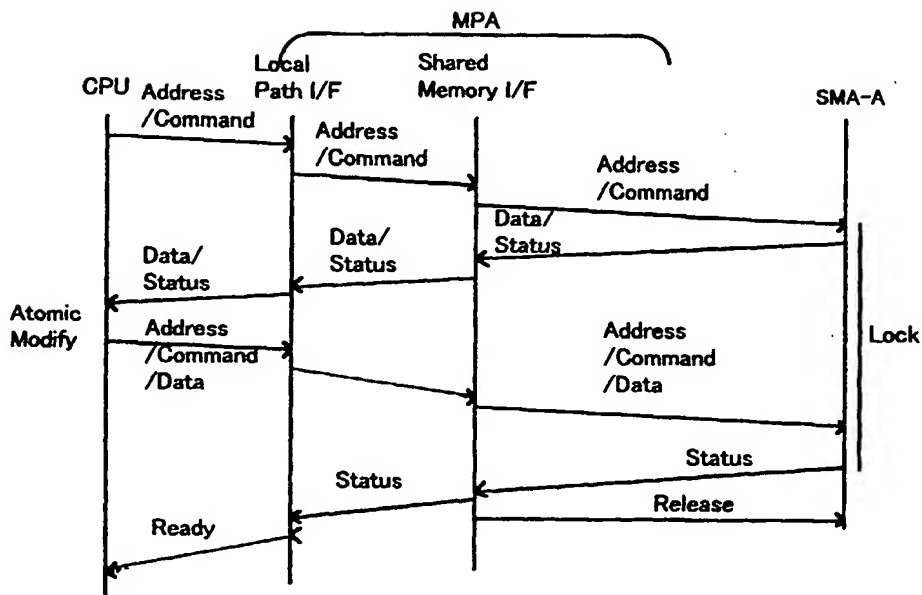 MPA
CPU
Local
Path I/F
Shared
Memory I/F
SMA-A
Address
/Command
Address
/Command
Address
/Command
Data/
Status
Data/
Status
Data/
Status
Atomic
Modify
Address
/Command
/Data
Address
/Command
/Data
Lock
Status
Status
Release
Ready